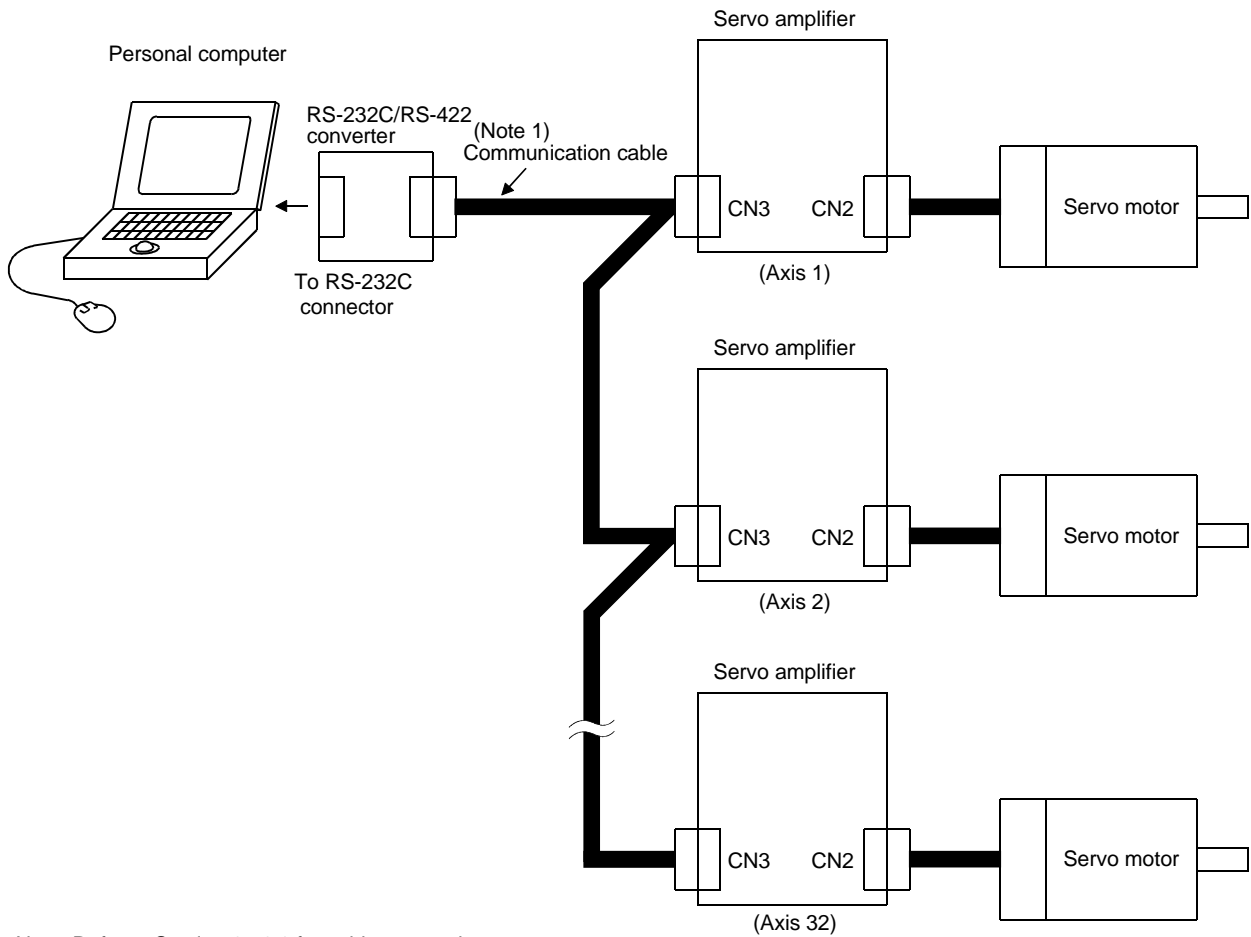 Servo amplifier
Personal computer
RS-232C/RS-422
converter
(Note 1)
Communication cable
CN3 CN2
Servo motor
(Axis 1)
To RS-232C
connector
Servo amplifier
CN3 CN2
Servo motor
(Axis 2)
Servo amplifier
CN3 CN2
Servo motor
(Axis 32)